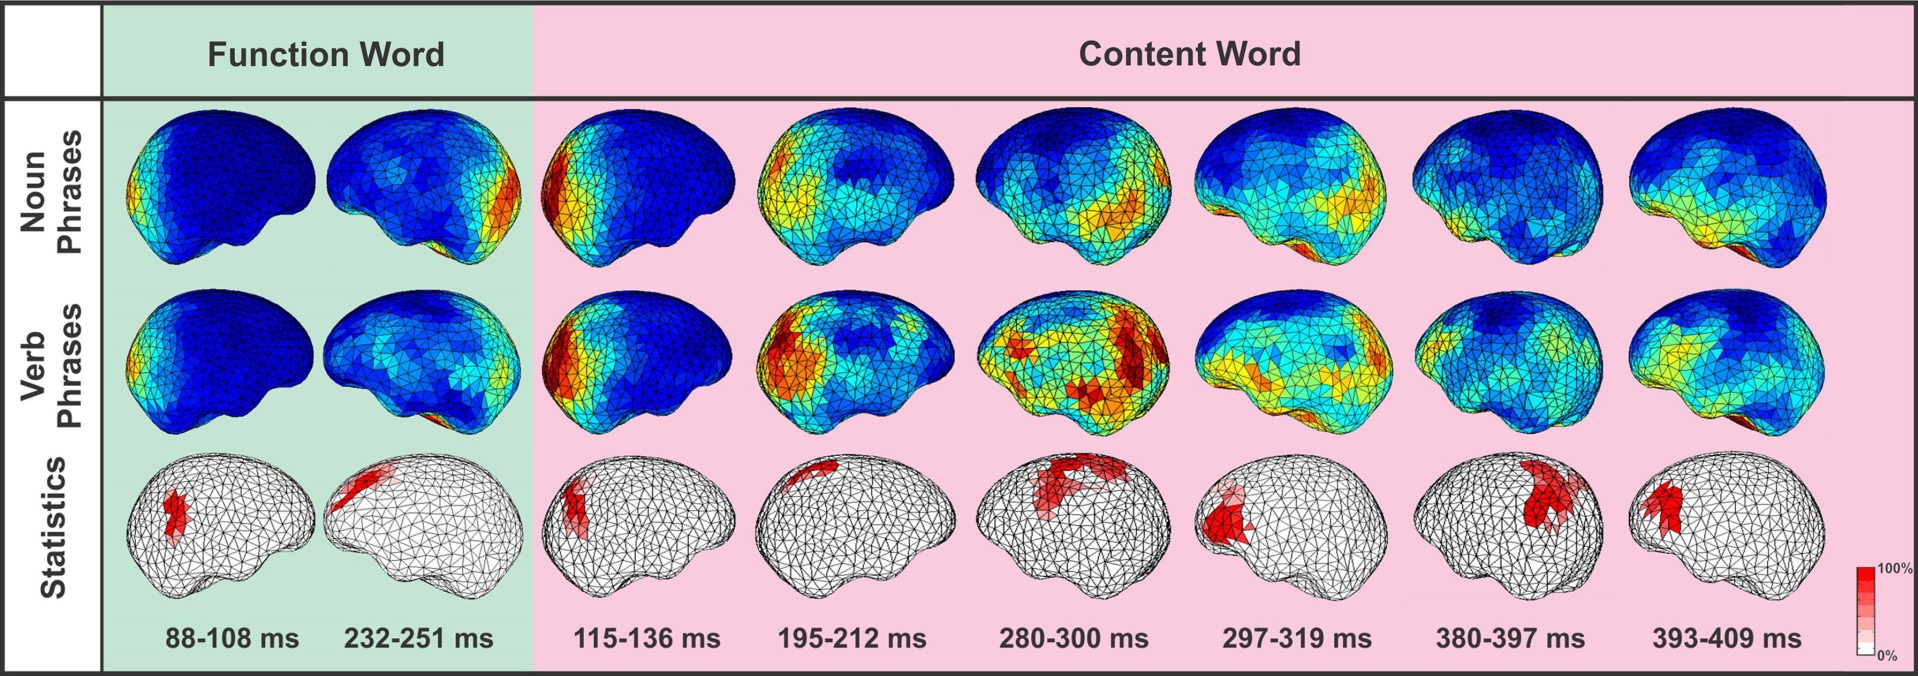 Function Word
Content Word
Noun
Phrases
Verb
Phrases
Statistics
100%
0%
88-108 ms
232-251 ms
115-136 ms
195-212 ms
280-300 ms
297-319 ms
380-397 ms
393-409 ms